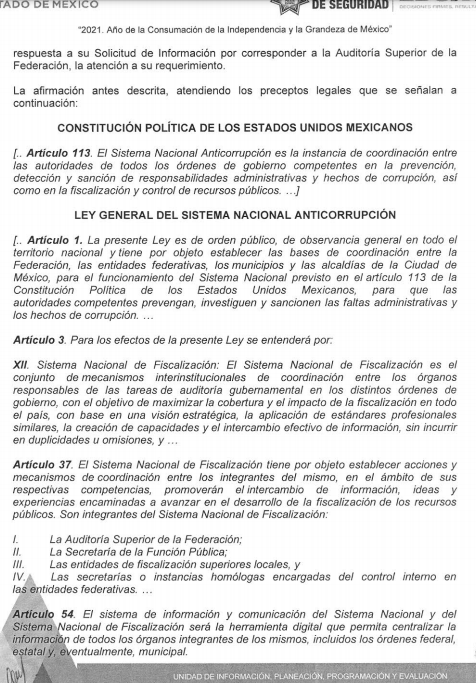 TADO DE MÉXICO
DE SEGURIDAD
"2021. Año de la Consumación de la Independencia y la Grandeza de México"
respuesta a su Solicitud de Información por corresponder a la Auditoría Superior de la
Federación, la atención a su requerimiento.
La afirmación antes descrita, atendiendo los preceptos legales que se señalan a
continuación:
CONSTITUCIÓN POLÍTICA DE LOS ESTADOS UNIDOS MEXICANOS
[.. Artículo 113. El Sistema Nacional Anticorrupción es la instancia de coordinación entre
las autoridades de todos los órdenes de gobierno competentes en la prevención,
detección y sanción de responsabilidades administrativas y hechos de corrupción, así
como en la fiscalización y control de recursos públicos. …]
LEY GENERAL DEL SISTEMA NACIONAL ANTICORRUPCIÓN
[.. Artículo 1. La presente Ley es de orden público, de observancia general en todo el
territorio nacional y tiene por objeto establecer las bases de coordinación entre la
Federación, las entidades federativas, los municipios y las alcaldías de la Ciudad de
México, para el funcionamiento del Sistema Nacional previsto en el artículo 113 de la
Constitución Política de los Estados Unidos Mexicanos, para que las
autoridades competentes prevengan, investiguen y sancionen las faltas administrativas y
los hechos de corrupción. …
Artículo 3. Para los efectos de la presente Ley se entenderá por:
XII. Sistema Nacional de Fiscalización: El Sistema Nacional de Fiscalización es el
conjunto de mecanismos interinstitucionales de coordinación entre los órganos
responsables de las tareas de auditoría gubernamental en los distintos órdenes de
gobierno, con el objetivo de maximizar la cobertura y el impacto de la fiscalización en todo
el país, con base en una visión estratégica, la aplicación de estándares profesionales
similares, la creación de capacidades y el intercambio efectivo de información, sin incurrir
en duplicidades u omisiones, y …
Artículo 37. El Sistema Nacional de Fiscalización tiene por objeto establecer acciones y
mecanismos de coordinación entre los integrantes del mismo, en el ámbito de sus
respectivas competencias, promoverán el intercambio de información, ideas y
experiencias encaminadas a avanzar en el desarrollo de la fiscalización de los recursos
públicos. Son integrantes del Sistema Nacional de Fiscalización:
I. La Auditoría Superior de la Federación;
II. La Secretaría de la Función Pública;
III. Las entidades de fiscalización superiores locales, y
IV. Las secretarías o instancias homólogas encargadas del control interno en
las entidades federativas. …
Artículo 54. El sistema de información y comunicación del Sistema Nacional y del
Sistema Nacional de Fiscalización será la herramienta digital que permita centralizar la
información de todos los órganos integrantes de los mismos, incluidos los órdenes federal,
estatal y, eventualmente, municipal.
UNIDAD DE INFORMACIÓN, PLANEACIÓN, PROGRAMACIÓN Y EVALUACIÓN